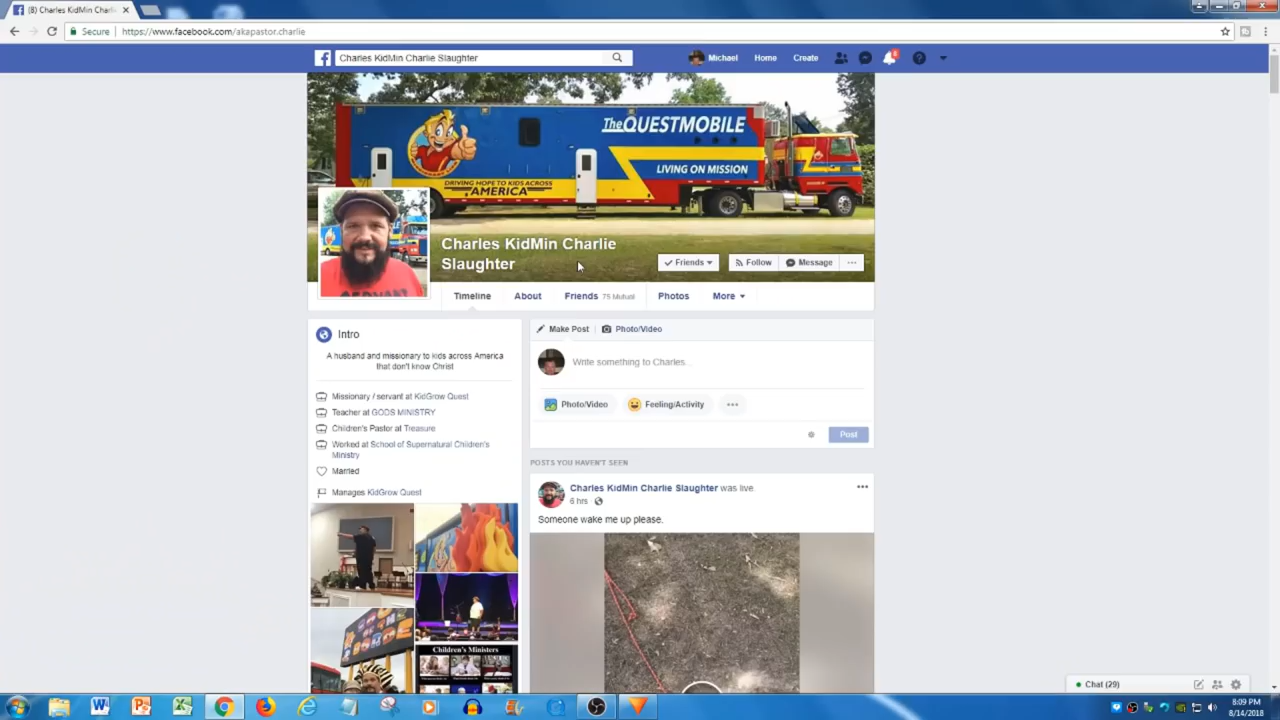 (8) Charles KidMin Charli
Secure https://www.facebook.com/akapastor.charlie
Charles KidMin Charlie Slaughter
Michael Home Create
The QUESTMOBILE
LIVING ON MISSION
DRIVING HOPE TO KIDS ACROSS
AMERICA
SERVANT
Charles KidMin Charlie
Slaughter
Friends Follow Message
Timeline About Friends 75 Mutual Photos More
Intro
A husband and missionary to kids across America
that don't know Christ
Missionary / servant at KidGrow Quest
Teacher at GODS MINISTRY
Children's Pastor at Treasure
Worked at School of Supernatural Children's
Ministry
Married
Manages KidGrow Quest
Children's Ministers
Make Post Photo/Video
Write something to Charles...
Photo/Video Feeling/Activity
Post
POSTS YOU HAVEN'T SEEN
Charles KidMin Charlie Slaughter was live.
6 hrs
Someone wake me up please.
Chat (29)
8:09 PM
8/14/2018